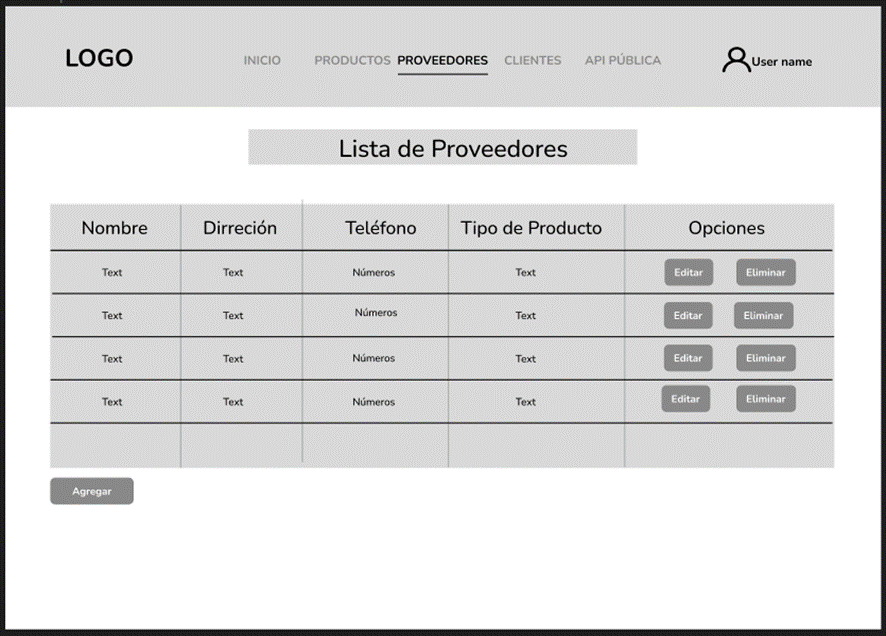 LOGO
INICIO PRODUCTOS PROVEEDORES CLIENTES API PÚBLICA
User name
Lista de Proveedores
Nombre Dirreción Teléfono Tipo de Producto Opciones
Text Text Números Text Editar Eliminar
Text Text Números Text Editar Eliminar
Text Text Números Text Editar Eliminar
Text Text Números Text Editar Eliminar
Agregar